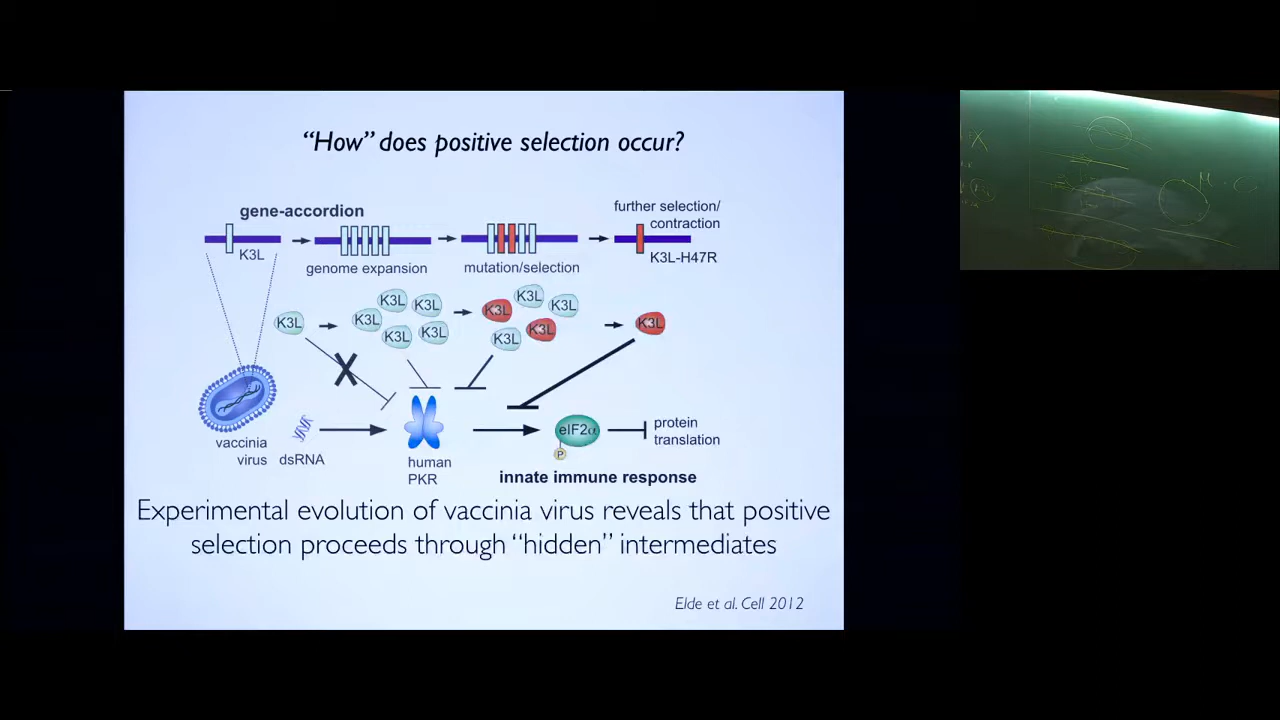 “How” does positive selection occur?
gene-accordion
further selection/
contraction
K3L
genome expansion
mutation/selection
K3L-H47R
K3L
K3L
K3L
K3L
K3L
K3L
K3L
K3L
K3L
K3L
K3L
K3L
vaccinia
virus
dsRNA
human
PKR
eIF2α
P
protein
translation
innate immune response
Experimental evolution of vaccinia virus reveals that positive
selection proceeds through “hidden” intermediates
Elde et al. Cell 2012